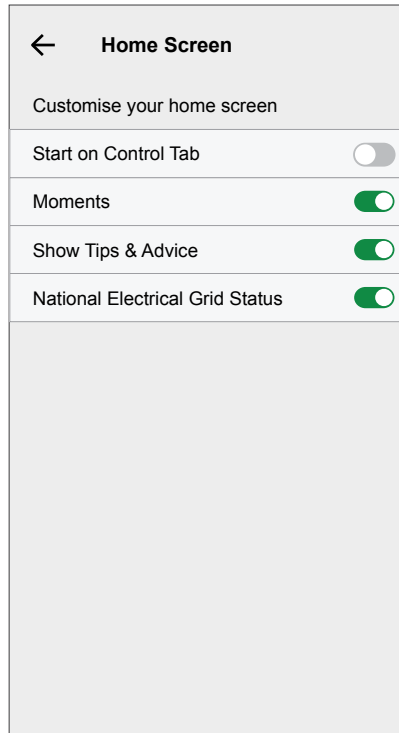 Home Screen
Customise your home screen
Start on Control Tab
Moments
Show Tips & Advice
National Electrical Grid Status